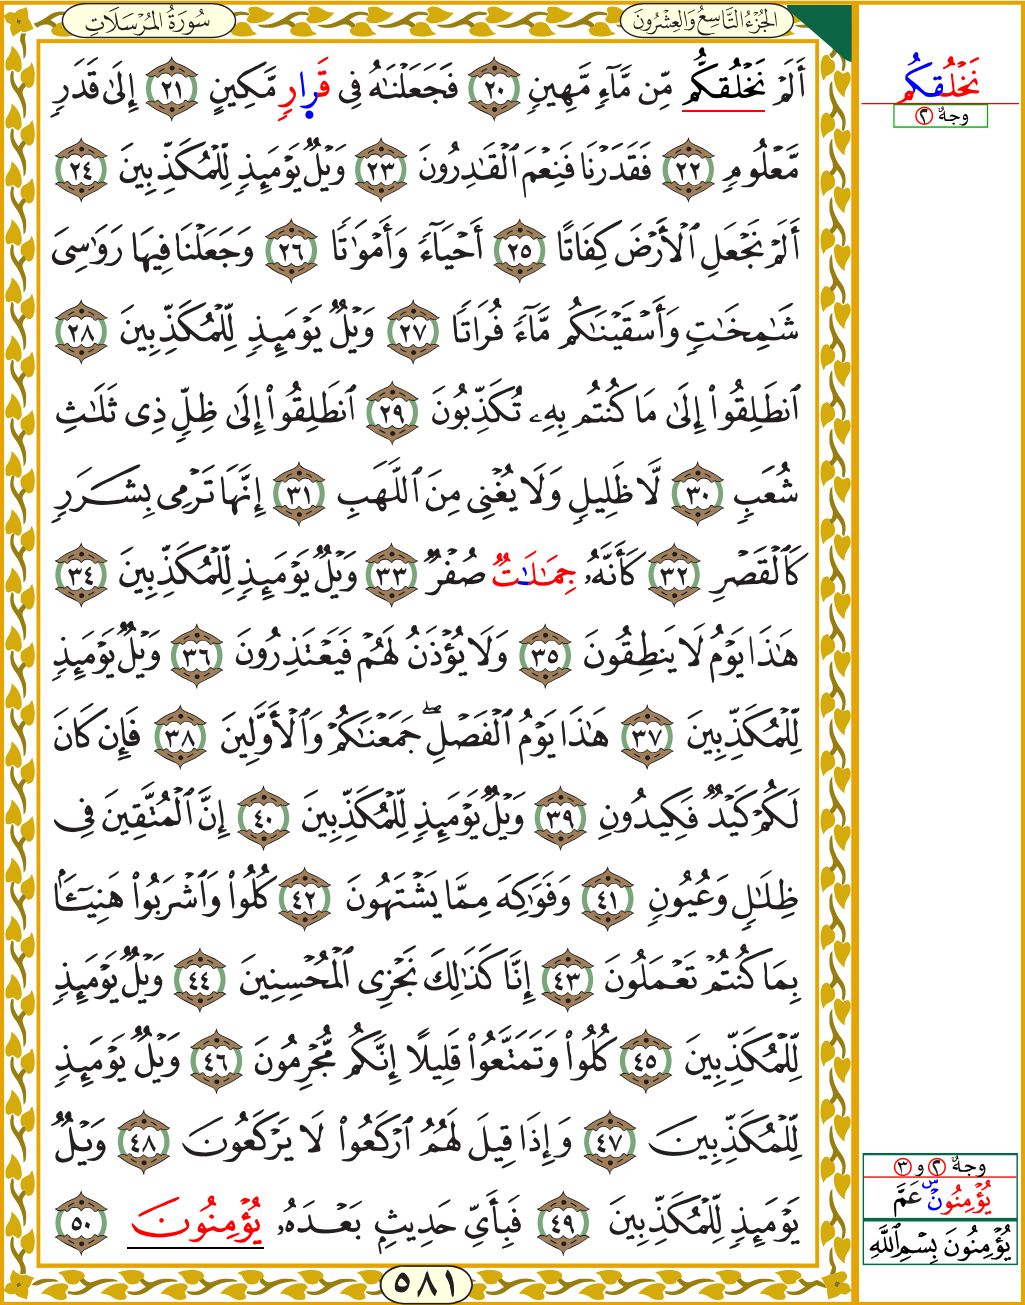 سُورَةُ المُرْسَلَاتِ
الجُزْءُ التَّاسِعُ وَالعِشْرُونَ
أَلَمْ نَخْلُقكُّم مِّن مَّآءٍ مَّهِينٍ ٢٠ فَجَعَلْنَٰهُ فِى قَرَارٍ مَّكِينٍ ٢١ إِلَىٰ قَدَرٍ
مَّعْلُومٍ ٢٢ فَقَدَرْنَا فَنِعْمَ ٱلْقَٰدِرُونَ ٢٣ وَيْلٌ يَوْمَئِذٍ لِّلْمُكَذِّبِينَ ٢٤
أَلَمْ نَجْعَلِ ٱلْأَرْضَ كِفَاتًا ٢٥ أَحْيَآءً وَأَمْوَٰتًا ٢٦ وَجَعَلْنَا فِيهَا رَوَٰسِىَ
شَٰمِخَٰتٍ وَأَسْقَيْنَٰكُم مَّآءً فُرَاتًا ٢٧ وَيْلٌ يَوْمَئِذٍ لِّلْمُكَذِّبِينَ ٢٨
ٱنطَلِقُوا۟ إِلَىٰ مَا كُنتُم بِهِۦ تُكَذِّبُونَ ٢٩ ٱنطَلِقُوٓا۟ إِلَىٰ ظِلٍّ ذِى ثَلَٰثِ
شُعَبٍ ٣٠ لَّا ظَلِيلٍ وَلَا يُغْنِى مِنَ ٱللَّهَبِ ٣١ إِنَّهَا تَرْمِى بِشَرَرٍ
كَٱلْقَصْرِ ٣٢ كَأَنَّهُۥ جِمَٰلَٰتٌ صُفْرٌ ٣٣ وَيْلٌ يَوْمَئِذٍ لِّلْمُكَذِّبِينَ ٣٤
هَٰذَا يَوْمُ لَا يَنطِقُونَ ٣٥ وَلَا يُؤْذَنُ لَهُمْ فَيَعْتَذِرُونَ ٣٦ وَيْلٌ يَوْمَئِذٍ
لِّلْمُكَذِّبِينَ ٣٧ هَٰذَا يَوْمُ ٱلْفَصْلِ ۖ جَمَعْنَٰكُمْ وَٱلْأَوَّلِينَ ٣٨ فَإِن كَانَ
لَكُمْ كَيْدٌ فَكِيدُونِ ٣٩ وَيْلٌ يَوْمَئِذٍ لِّلْمُكَذِّبِينَ ٤٠ إِنَّ ٱلْمُتَّقِينَ فِى
ظِلَٰلٍ وَعُيُونٍ ٤١ وَفَوَٰكِهَ مِمَّا يَشْتَهُونَ ٤٢ كُلُوا۟ وَٱشْرَبُوا۟ هَنِيٓـًٔۢا
بِمَا كُنتُمْ تَعْمَلُونَ ٤٣ إِنَّا كَذَٰلِكَ نَجْزِى ٱلْمُحْسِنِينَ ٤٤ وَيْلٌ يَوْمَئِذٍ
لِّلْمُكَذِّبِينَ ٤٥ كُلُوا۟ وَتَمَتَّعُوا۟ قَلِيلًا إِنَّكُم مُّجْرِمُونَ ٤٦ وَيْلٌ يَوْمَئِذٍ
لِّلْمُكَذِّبِينَ ٤٧ وَإِذَا قِيلَ لَهُمُ ٱرْكَعُوا۟ لَا يَرْكَعُونَ ٤٨ وَيْلٌ
يَوْمَئِذٍ لِّلْمُكَذِّبِينَ ٤٩ فَبِأَىِّ حَدِيثٍۭ بَعْدَهُۥ يُؤْمِنُونَ ٥٠
٥٨١
نَخْلُقكُم
وجهٌ ٢
وجهٌ ٢ و ٣
يُؤْمِنُونَ ۜ عَمَّ
يُؤْمِنُونَ بِسْمِ ٱللَّهِ